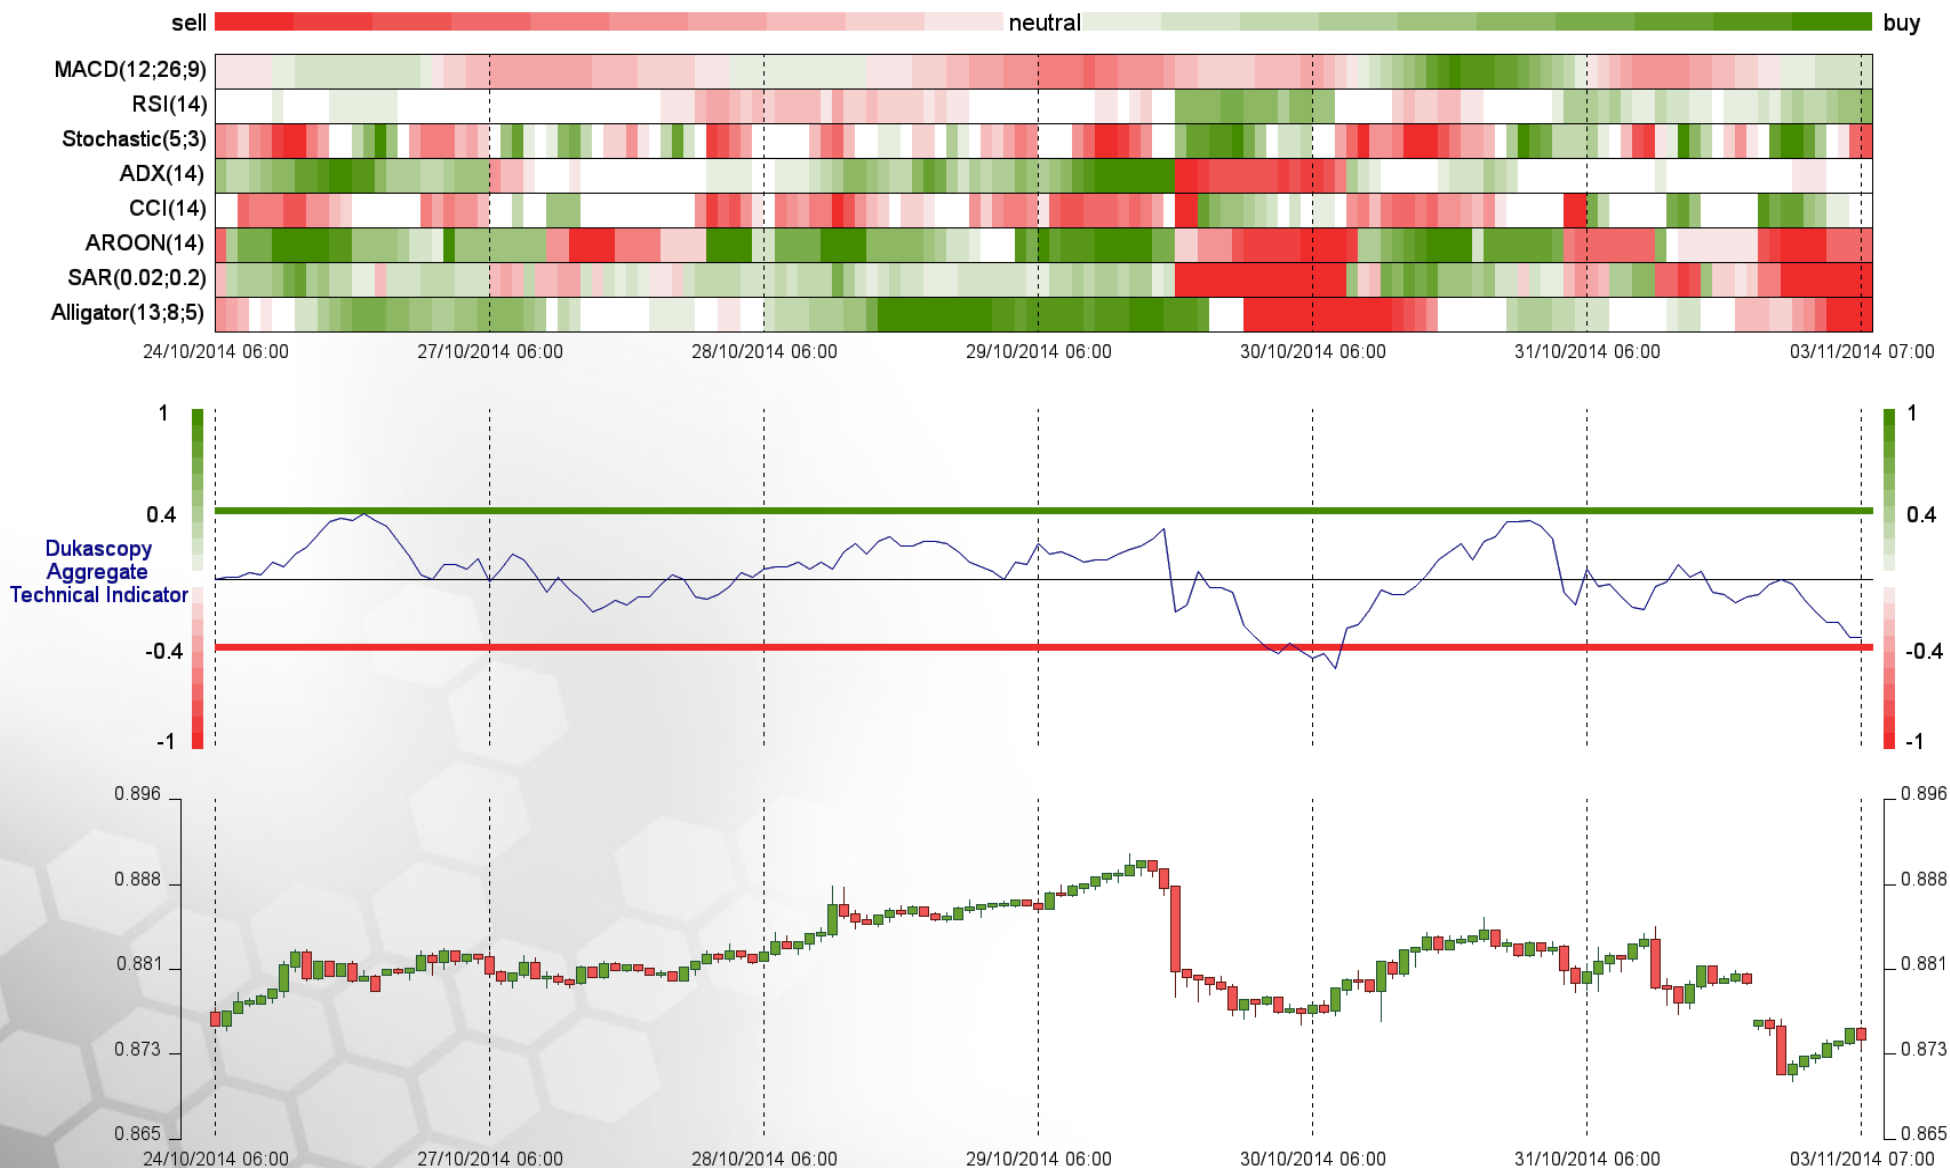 sell neutral buy
MACD(12;26;9)
RSI(14)
Stochastic(5;3)
ADX(14)
CCI(14)
AROON(14)
SAR(0.02;0.2)
Alligator(13;8;5)
24/10/2014 06:00 27/10/2014 06:00 28/10/2014 06:00 29/10/2014 06:00 30/10/2014 06:00 31/10/2014 06:00 03/11/2014 07:00
1 1
0.4 0.4
Dukascopy
Aggregate
Technical Indicator
-0.4 -0.4
-1 -1
0.896 0.896
0.888 0.888
0.881 0.881
0.873 0.873
0.865 0.865
24/10/2014 06:00 27/10/2014 06:00 28/10/2014 06:00 29/10/2014 06:00 30/10/2014 06:00 31/10/2014 06:00 03/11/2014 07:00